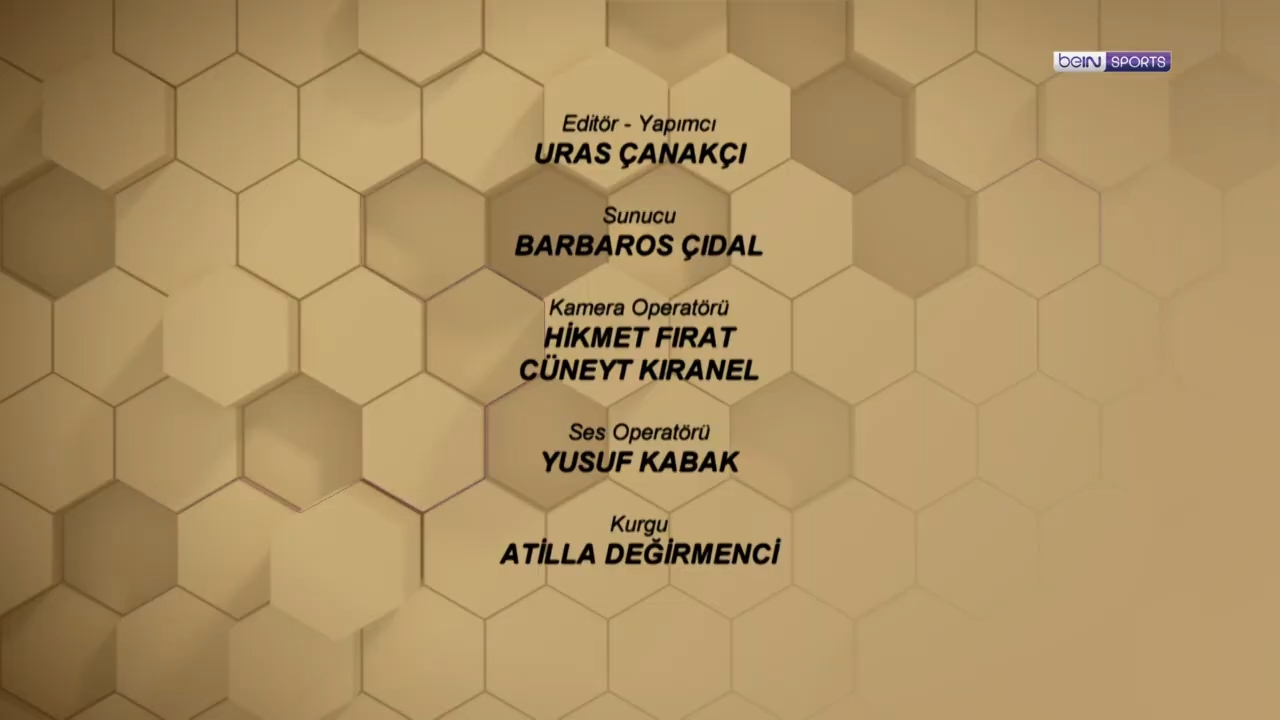 beIN SPORTS
Editör - Yapımcı
URAS ÇANAKÇI
Sunucu
BARBAROS ÇIDAL
Kamera Operatörü
HİKMET FIRAT
CÜNEYT KIRANEL
Ses Operatörü
YUSUF KABAK
Kurgu
ATİLLA DEĞİRMENCİ